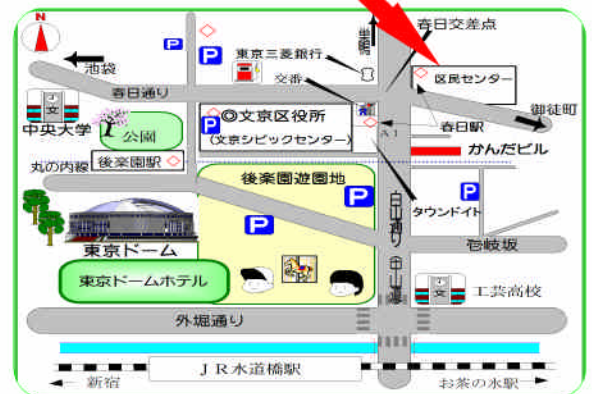 N
春日交差点
東京三菱銀行
池袋
交番
区民センター
春日通り
文
◎文京区役所
(文京シビックセンター)
御徒町
中央大学
公園
A1
春日駅
かんだビル
丸の内線
後楽園駅
後楽園遊園地
P
P
P
P
P
P
タウンドイト
白山通り
壱岐坂
東京ドーム
東京ドームホテル
文
工芸高校
外堀通り
JR水道橋駅
新宿
お茶の水駅